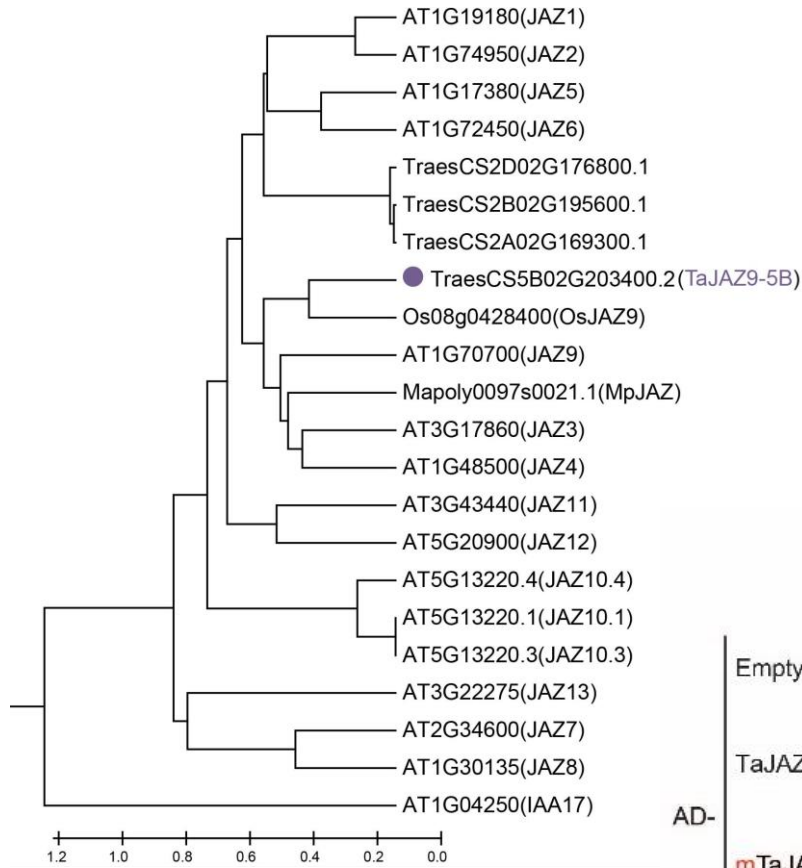 AT1G19180(JAZ1)
AT1G74950(JAZ2)
AT1G17380(JAZ5)
AT1G72450(JAZ6)
TraesCS2D02G176800.1
TraesCS2B02G195600.1
TraesCS2A02G169300.1
TraesCS5B02G203400.2(TaJAZ9-5B)
Os08g0428400(OsJAZ9)
AT1G70700(JAZ9)
Mapoly0097s0021.1(MpJAZ)
AT3G17860(JAZ3)
AT1G48500(JAZ4)
AT3G43440(JAZ11)
AT5G20900(JAZ12)
AT5G13220.4(JAZ10.4)
AT5G13220.1(JAZ10.1)
AT5G13220.3(JAZ10.3)
AT3G22275(JAZ13)
AT2G34600(JAZ7)
AT1G30135(JAZ8)
AT1G04250(IAA17)
1.2 1.0 0.8 0.6 0.4 0.2 0.0
Empty
TaJAZ
AD-
mTaJA